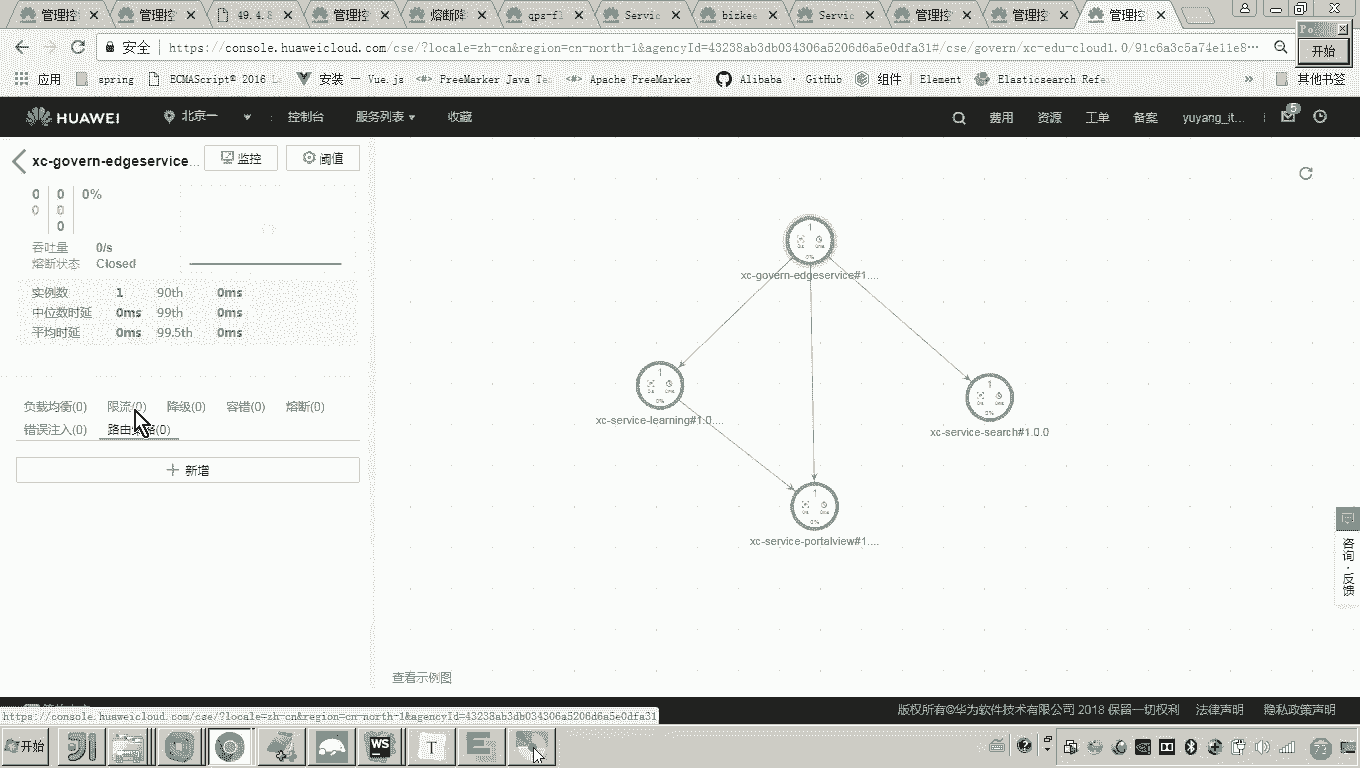 管理控 管理控 49.4.8 管理控 熔断降 qps-fl Servic bizkee Servic 管理控 管理控 管理控
安全 https://console.huaweicloud.com/cse/?locale=zh-cn&region=cn-north-1&agencyId=43238ab3db034306a5206d6a5e0dfa31#/cse/govern/xc-edu-cloud1.0/91c6a3c5a74e11e8…
开始
应用 spring ECMAScript® 2016 L 安装 — Vue.js FreeMarker Java Te Apache FreeMarker Alibaba · GitHub 组件 | Element Elasticsearch Refe » 其他书签
HUAWEI 北京一 控制台 服务列表 收藏 费用 资源 工单 备案 yuyang_it... 5
xc-govern-edgeservice... 监控 阈值
0 0 0%
0 0
0
吞吐量 0/s
熔断状态 Closed
实例数 1 90th 0ms
中位数时延 0ms 99th 0ms
平均时延 0ms 99.5th 0ms
负载均衡(0) 限流(0) 降级(0) 容错(0) 熔断(0)
错误注入(0) 路由(0)
新增
1
0%
xc-govern-edgeservice#1....
1
0%
xc-service-learning#1.0....
1
0%
xc-service-search#1.0.0
1
0%
xc-service-portalview#1....
咨询·反馈
查看示例图
版权所有©华为软件技术有限公司 2018 保留一切权利 法律声明 隐私政策声明
https://console.huaweicloud.com/cse/?locale=zh-cn&region=cn-north-1&agencyId=43238ab3db034306a5206d6a5e0dfa31
开始 WS T 72